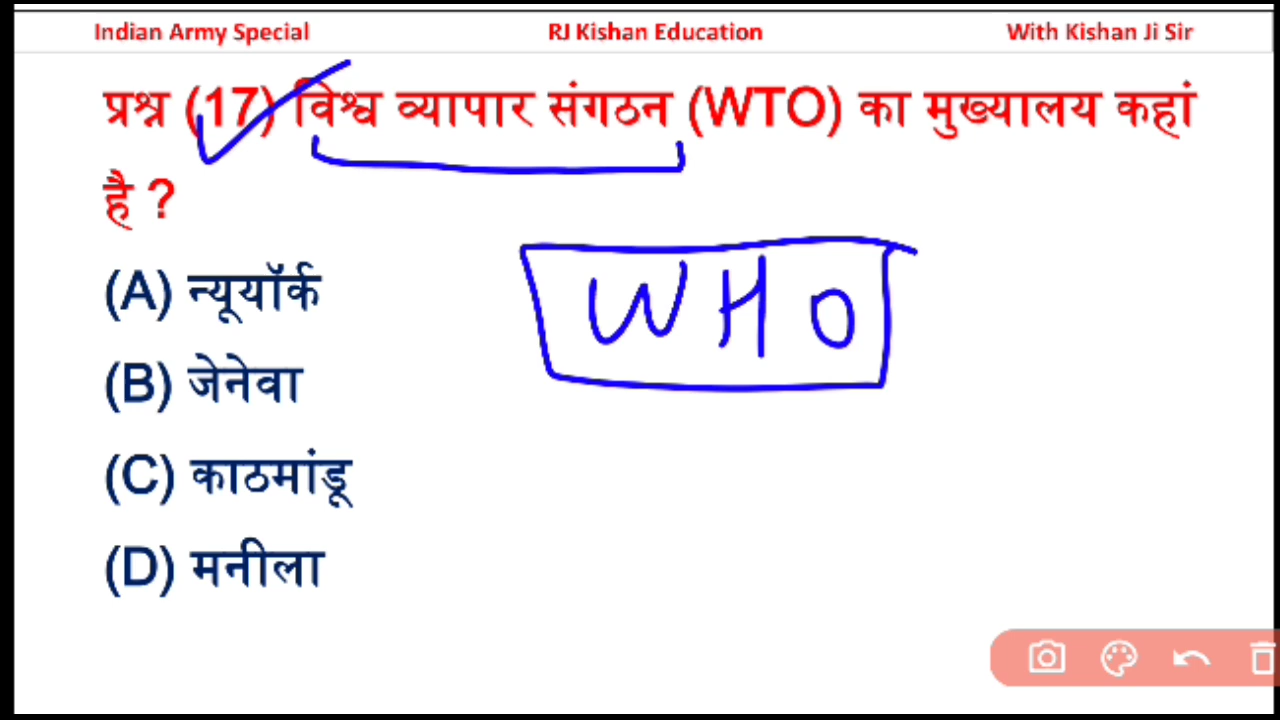 Indian Army Special RJ Kishan Education With Kishan Ji Sir
प्रश्न (17) विश्व व्यापार संगठन (WTO) का मुख्यालय कहां
है ?
(A) न्यूयॉर्क
WHO
(B) जेनेवा
(C) काठमांडू
(D) मनीला